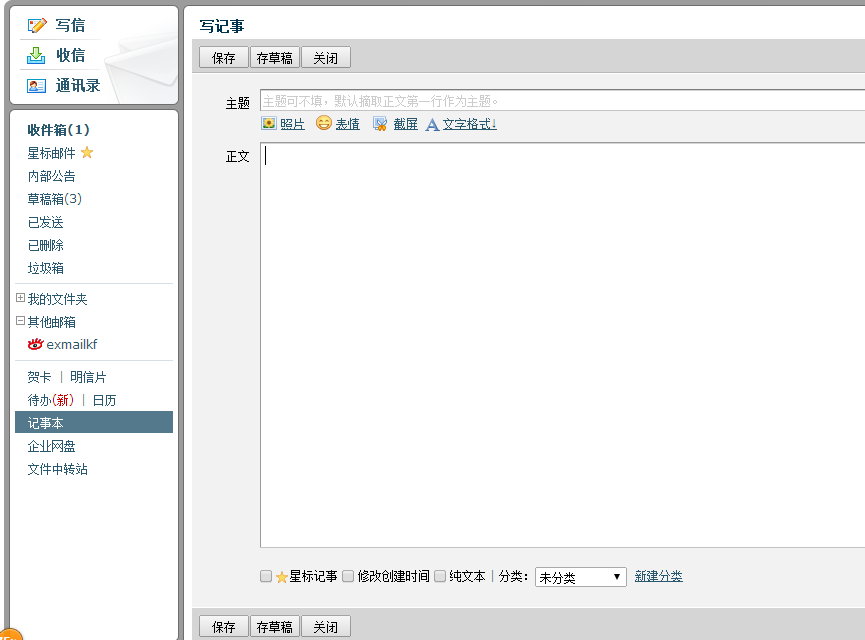 写信
收信
通讯录
收件箱(1)
星标邮件
内部公告
草稿箱(3)
已发送
已删除
垃圾箱
我的文件夹
其他邮箱
exmailkf
贺卡 | 明信片
待办(新) | 日历
记事本
企业网盘
文件中转站
写记事
保存 存草稿 关闭
主题 主题可不填，默认摘取正文第一行作为主题。
照片 表情 截屏 A 文字格式↓
正文
星标记事 修改创建时间 纯文本 | 分类： 未分类 新建分类
保存 存草稿 关闭